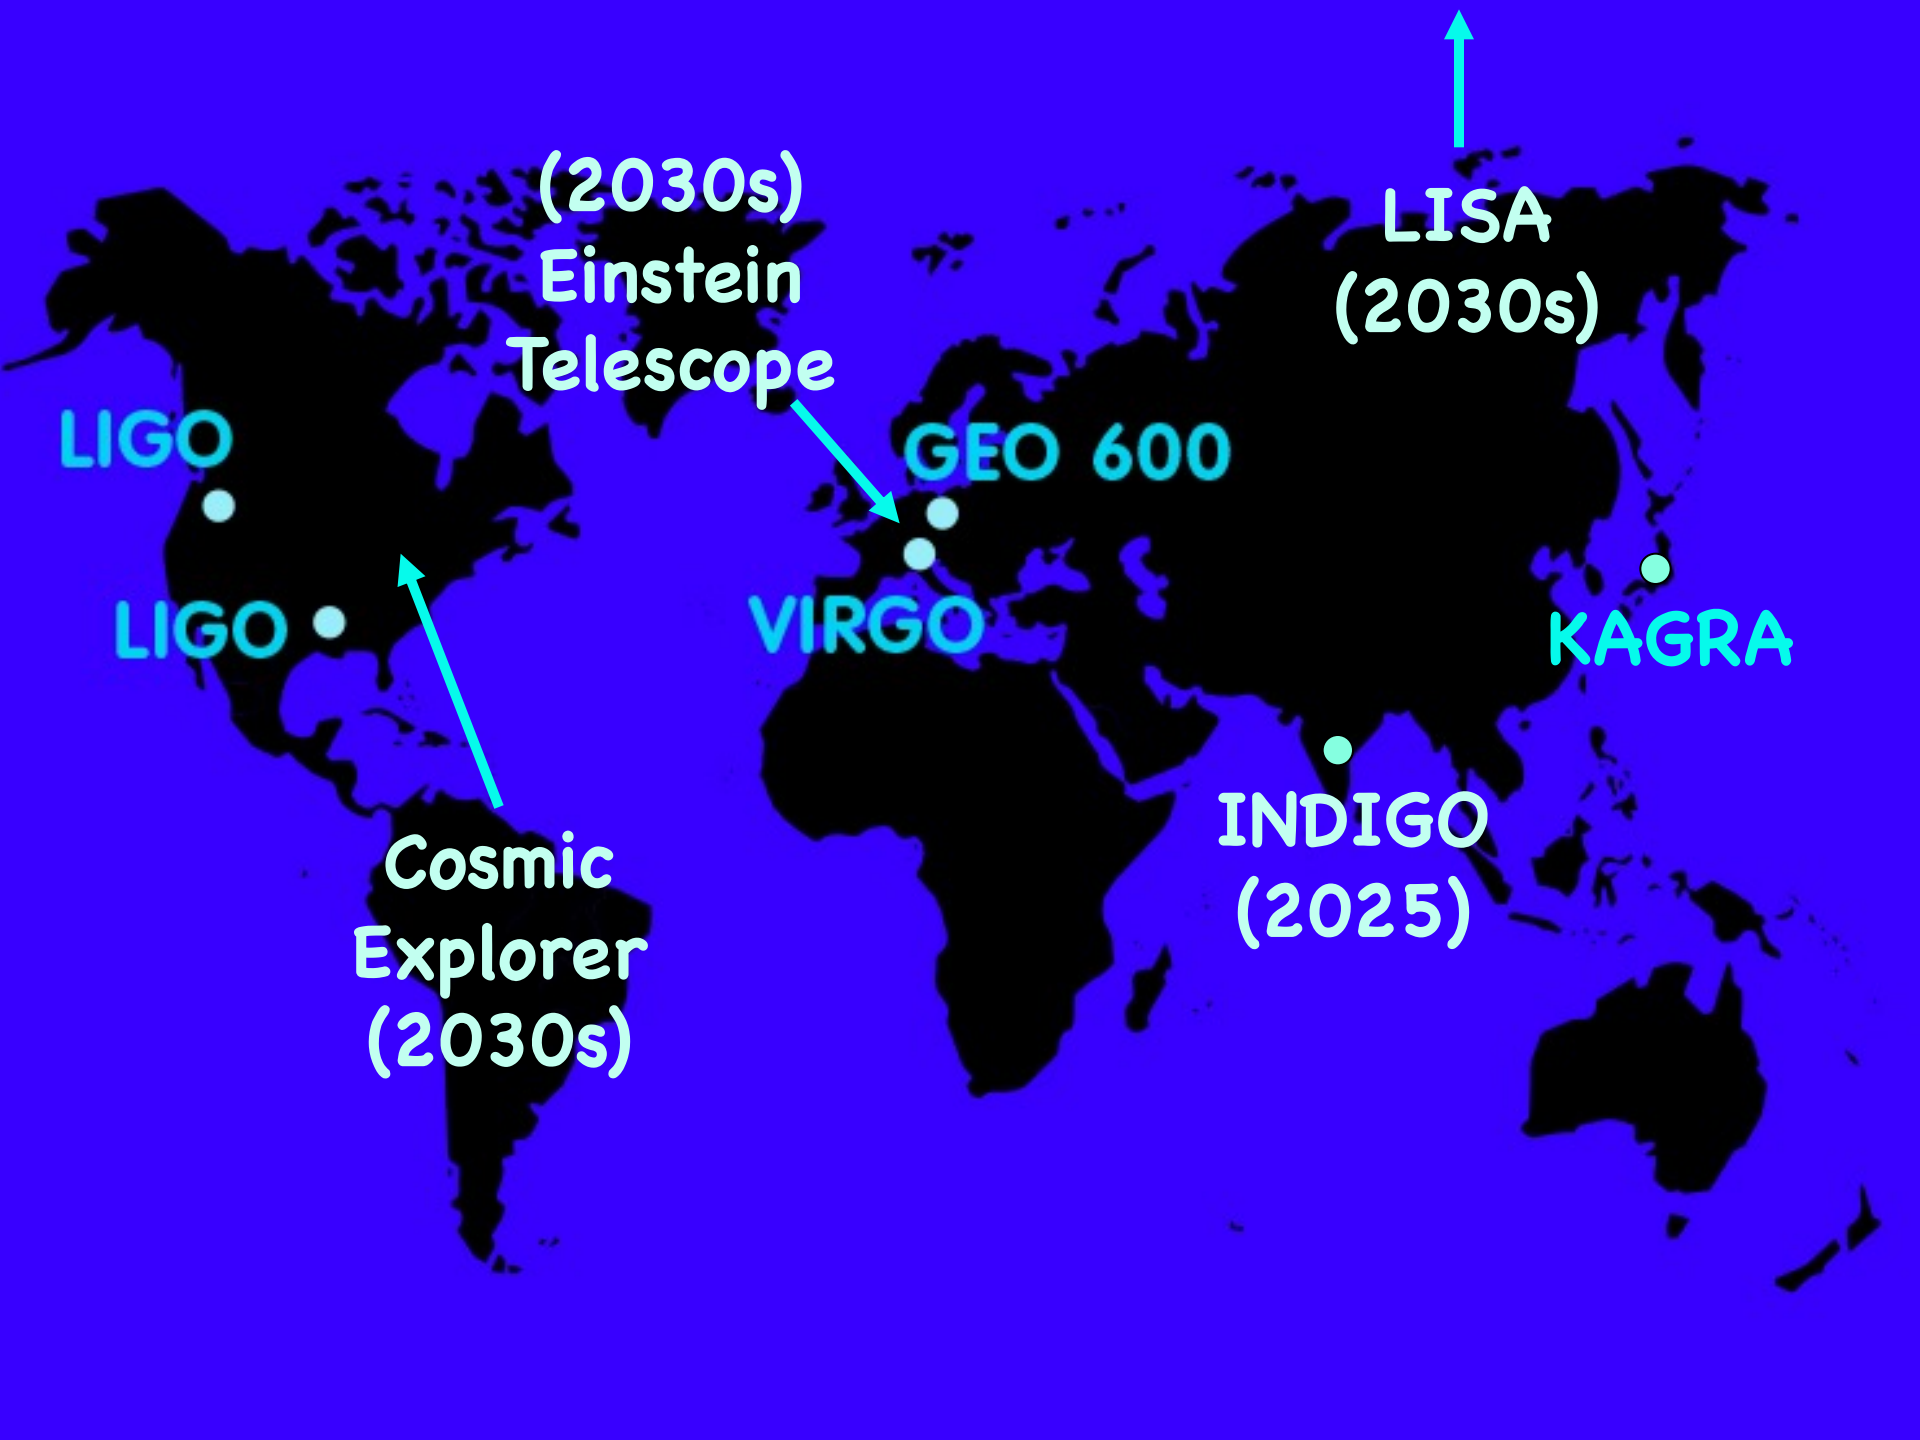 (2030s)
Einstein
Telescope
LISA
(2030s)
LIGO
GEO 600
LIGO
VIRGO
KAGRA
INDIGO
(2025)
Cosmic
Explorer
(2030s)